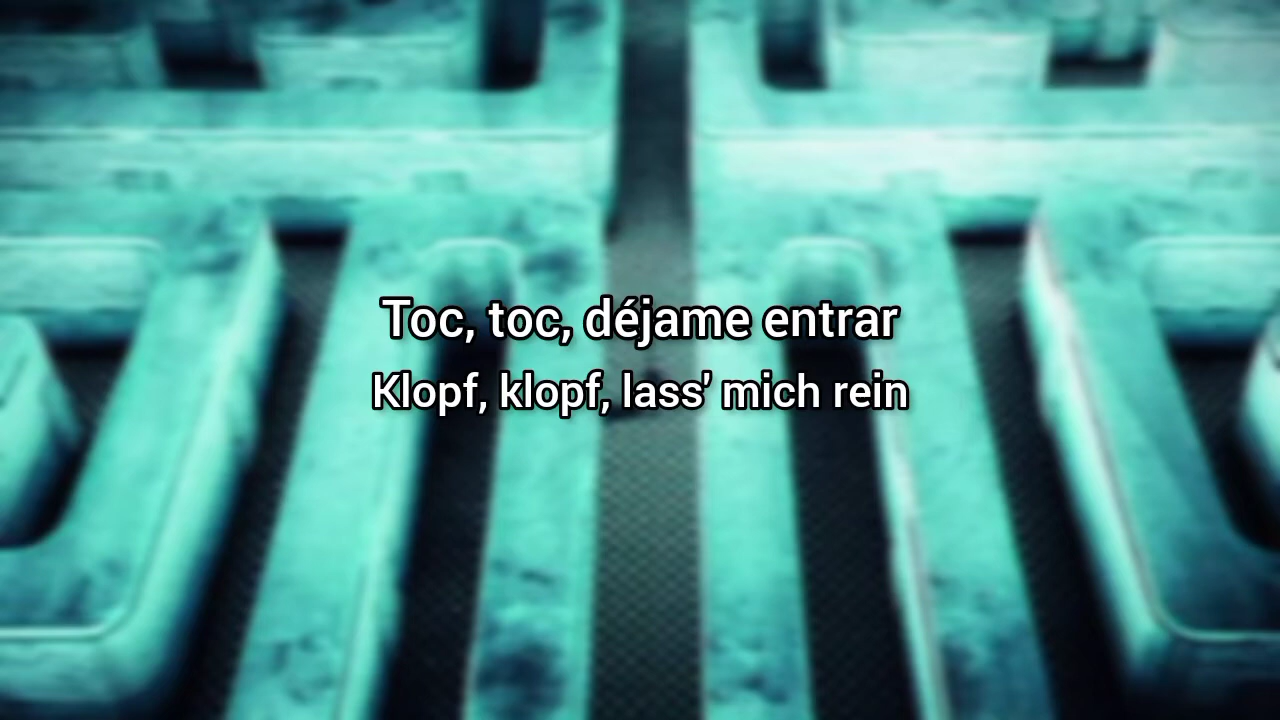 Toc, toc, déjame entrar
Klopf, klopf, lass' mich rein